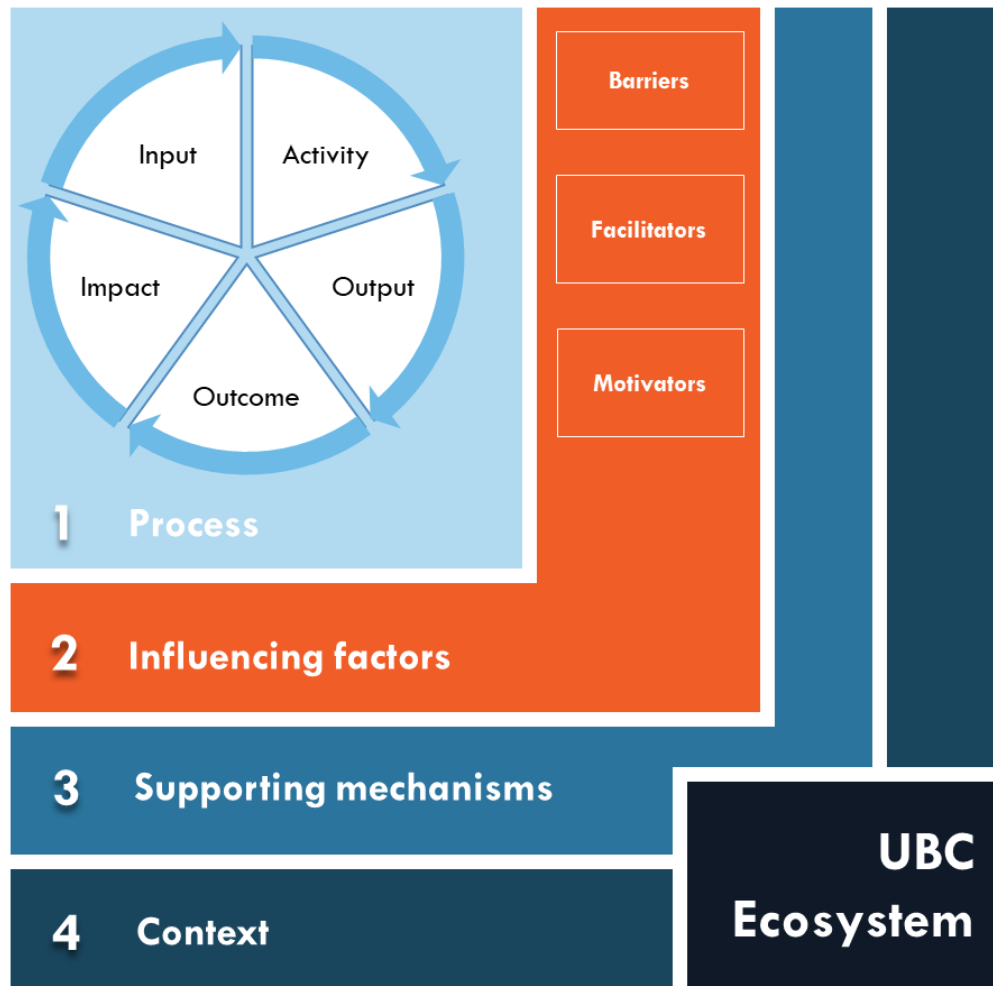 Input
Activity
Output
Outcome
Impact
1 Process
Barriers
Facilitators
Motivators
2 Influencing factors
3 Supporting mechanisms
4 Context
UBC
Ecosystem